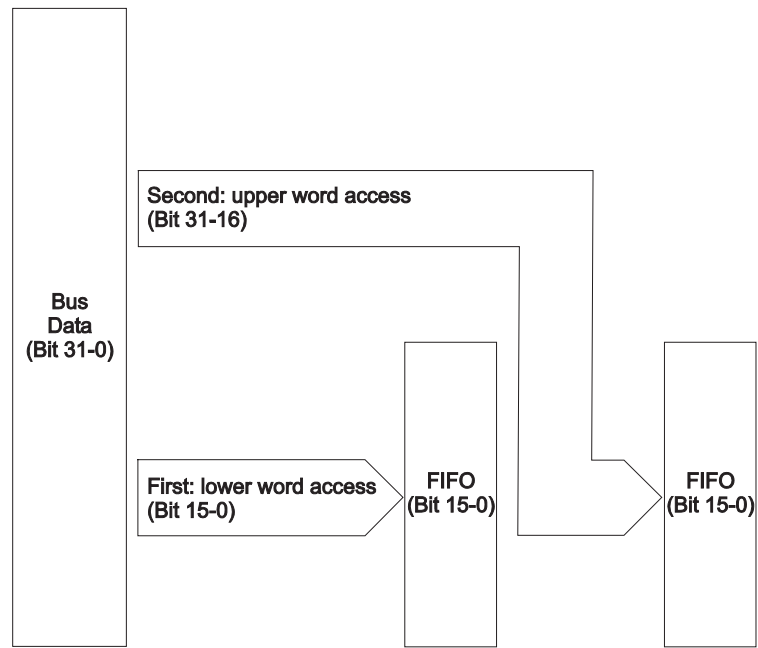 Second: upper word access
(Bit 31-16)
Bus
Data
(Bit 31-0)
First: lower word access
(Bit 15-0)
FIFO
(Bit 15-0)
FIFO
(Bit 15-0)